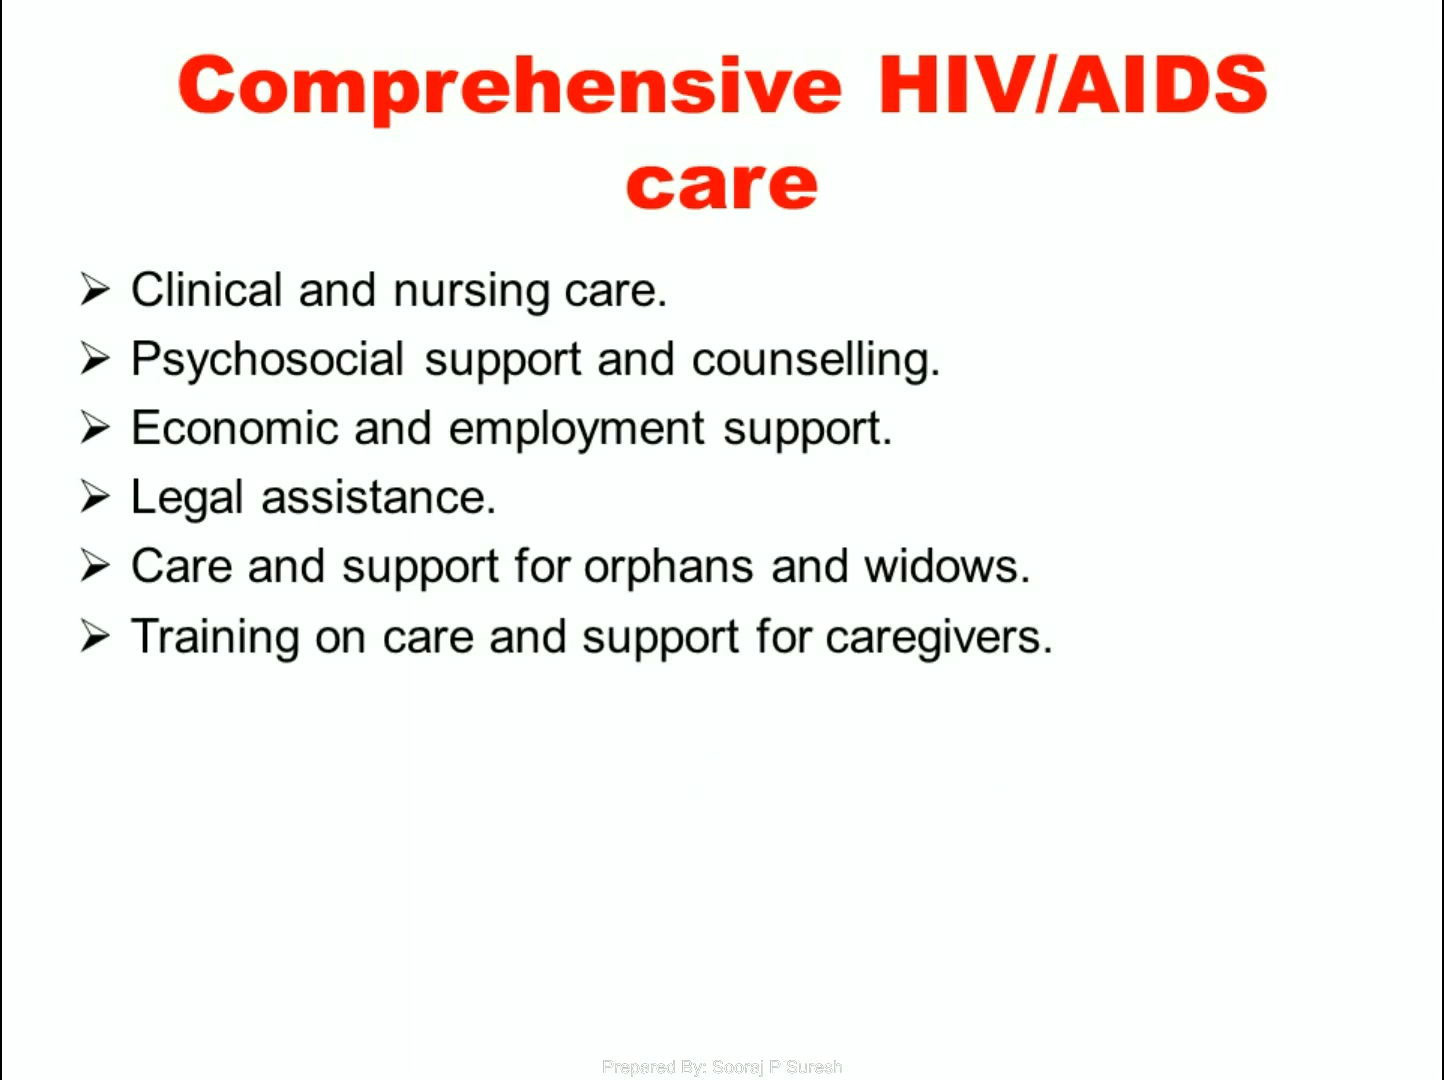 Comprehensive HIV/AIDS
care
➢ Clinical and nursing care.
➢ Psychosocial support and counselling.
➢ Economic and employment support.
➢ Legal assistance.
➢ Care and support for orphans and widows.
➢ Training on care and support for caregivers.
Prepared By: Sooraj P Suresh